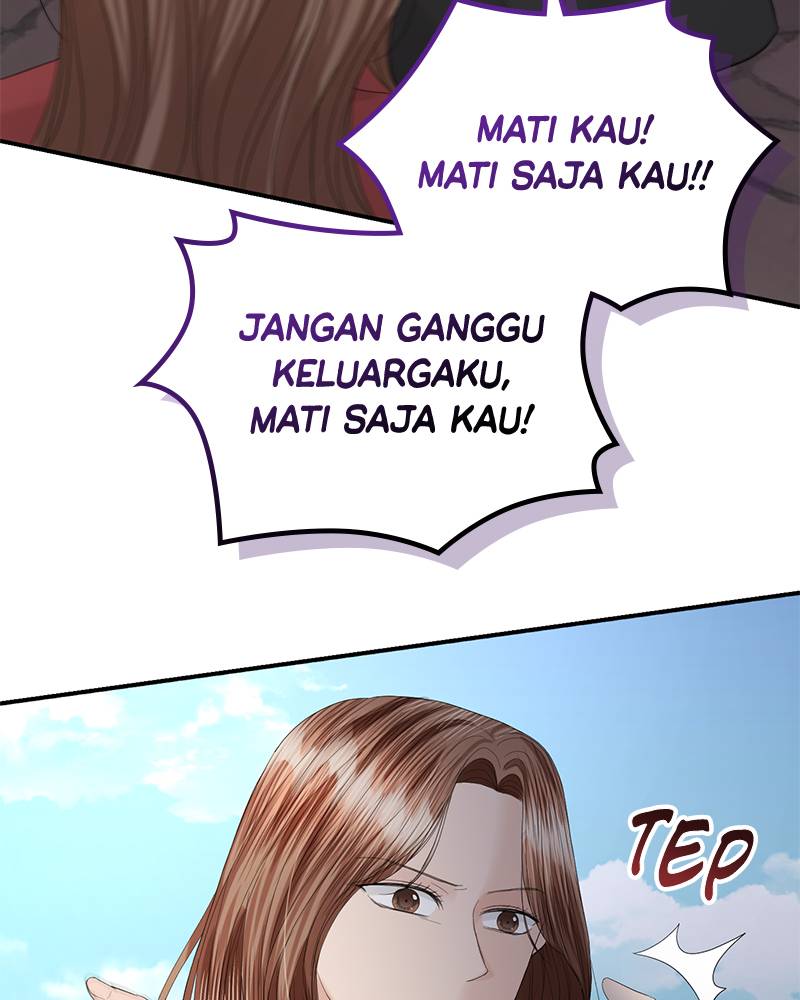 MATI KAU!
MATI SAJA KAU!!
JANGAN GANGGU
KELUARGAKU,
MATI SAJA KAU!
TEP